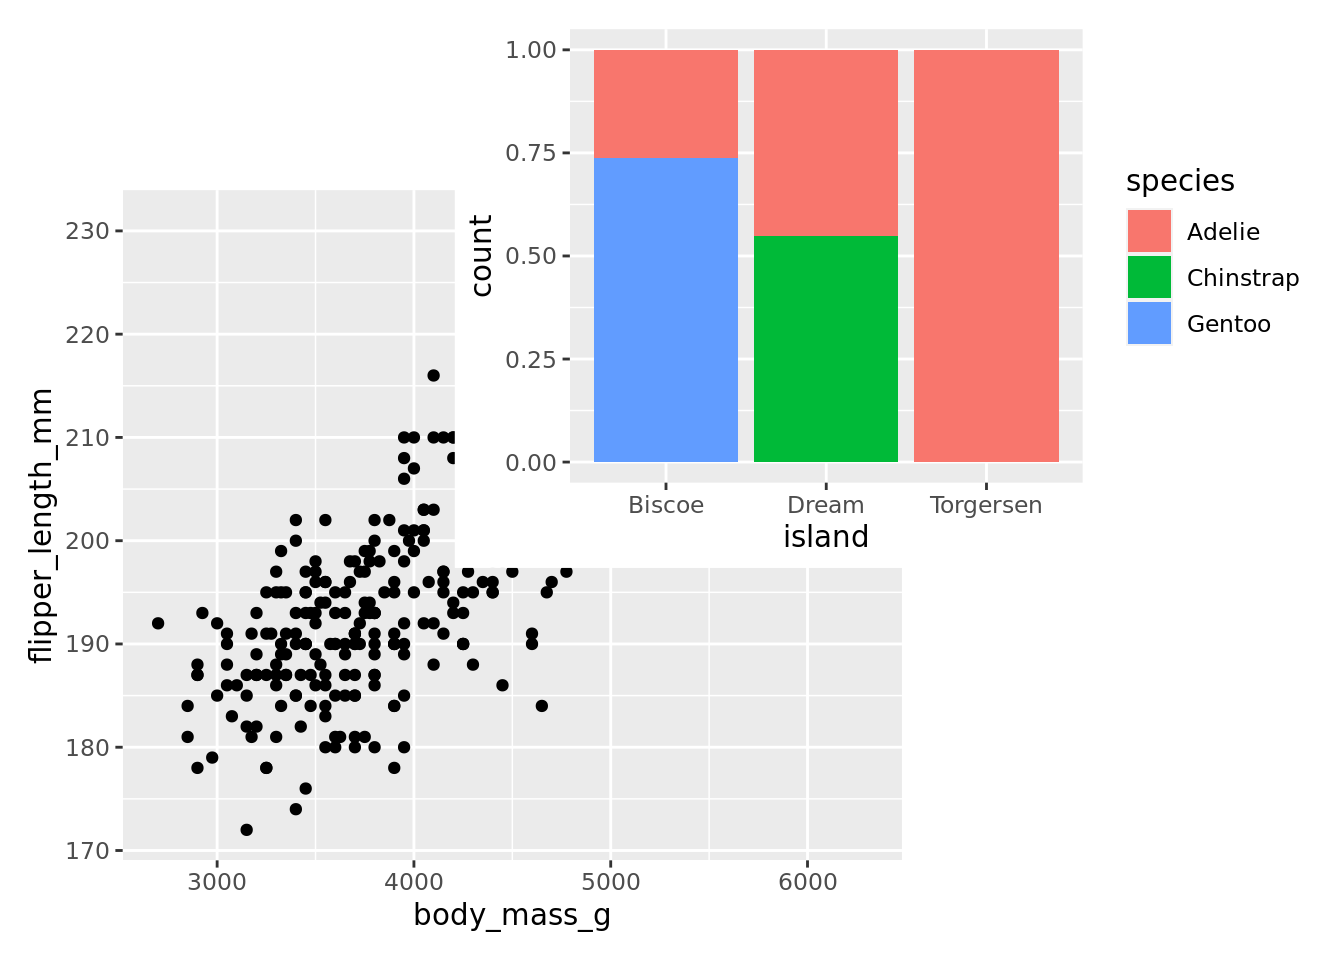 1.00
0.75
0.50
0.25
0.00
count
Biscoe Dream Torgersen
island
species
Adelie
Chinstrap
Gentoo
230
220
210
200
190
180
170
flipper_length_mm
3000 4000 5000 6000
body_mass_g